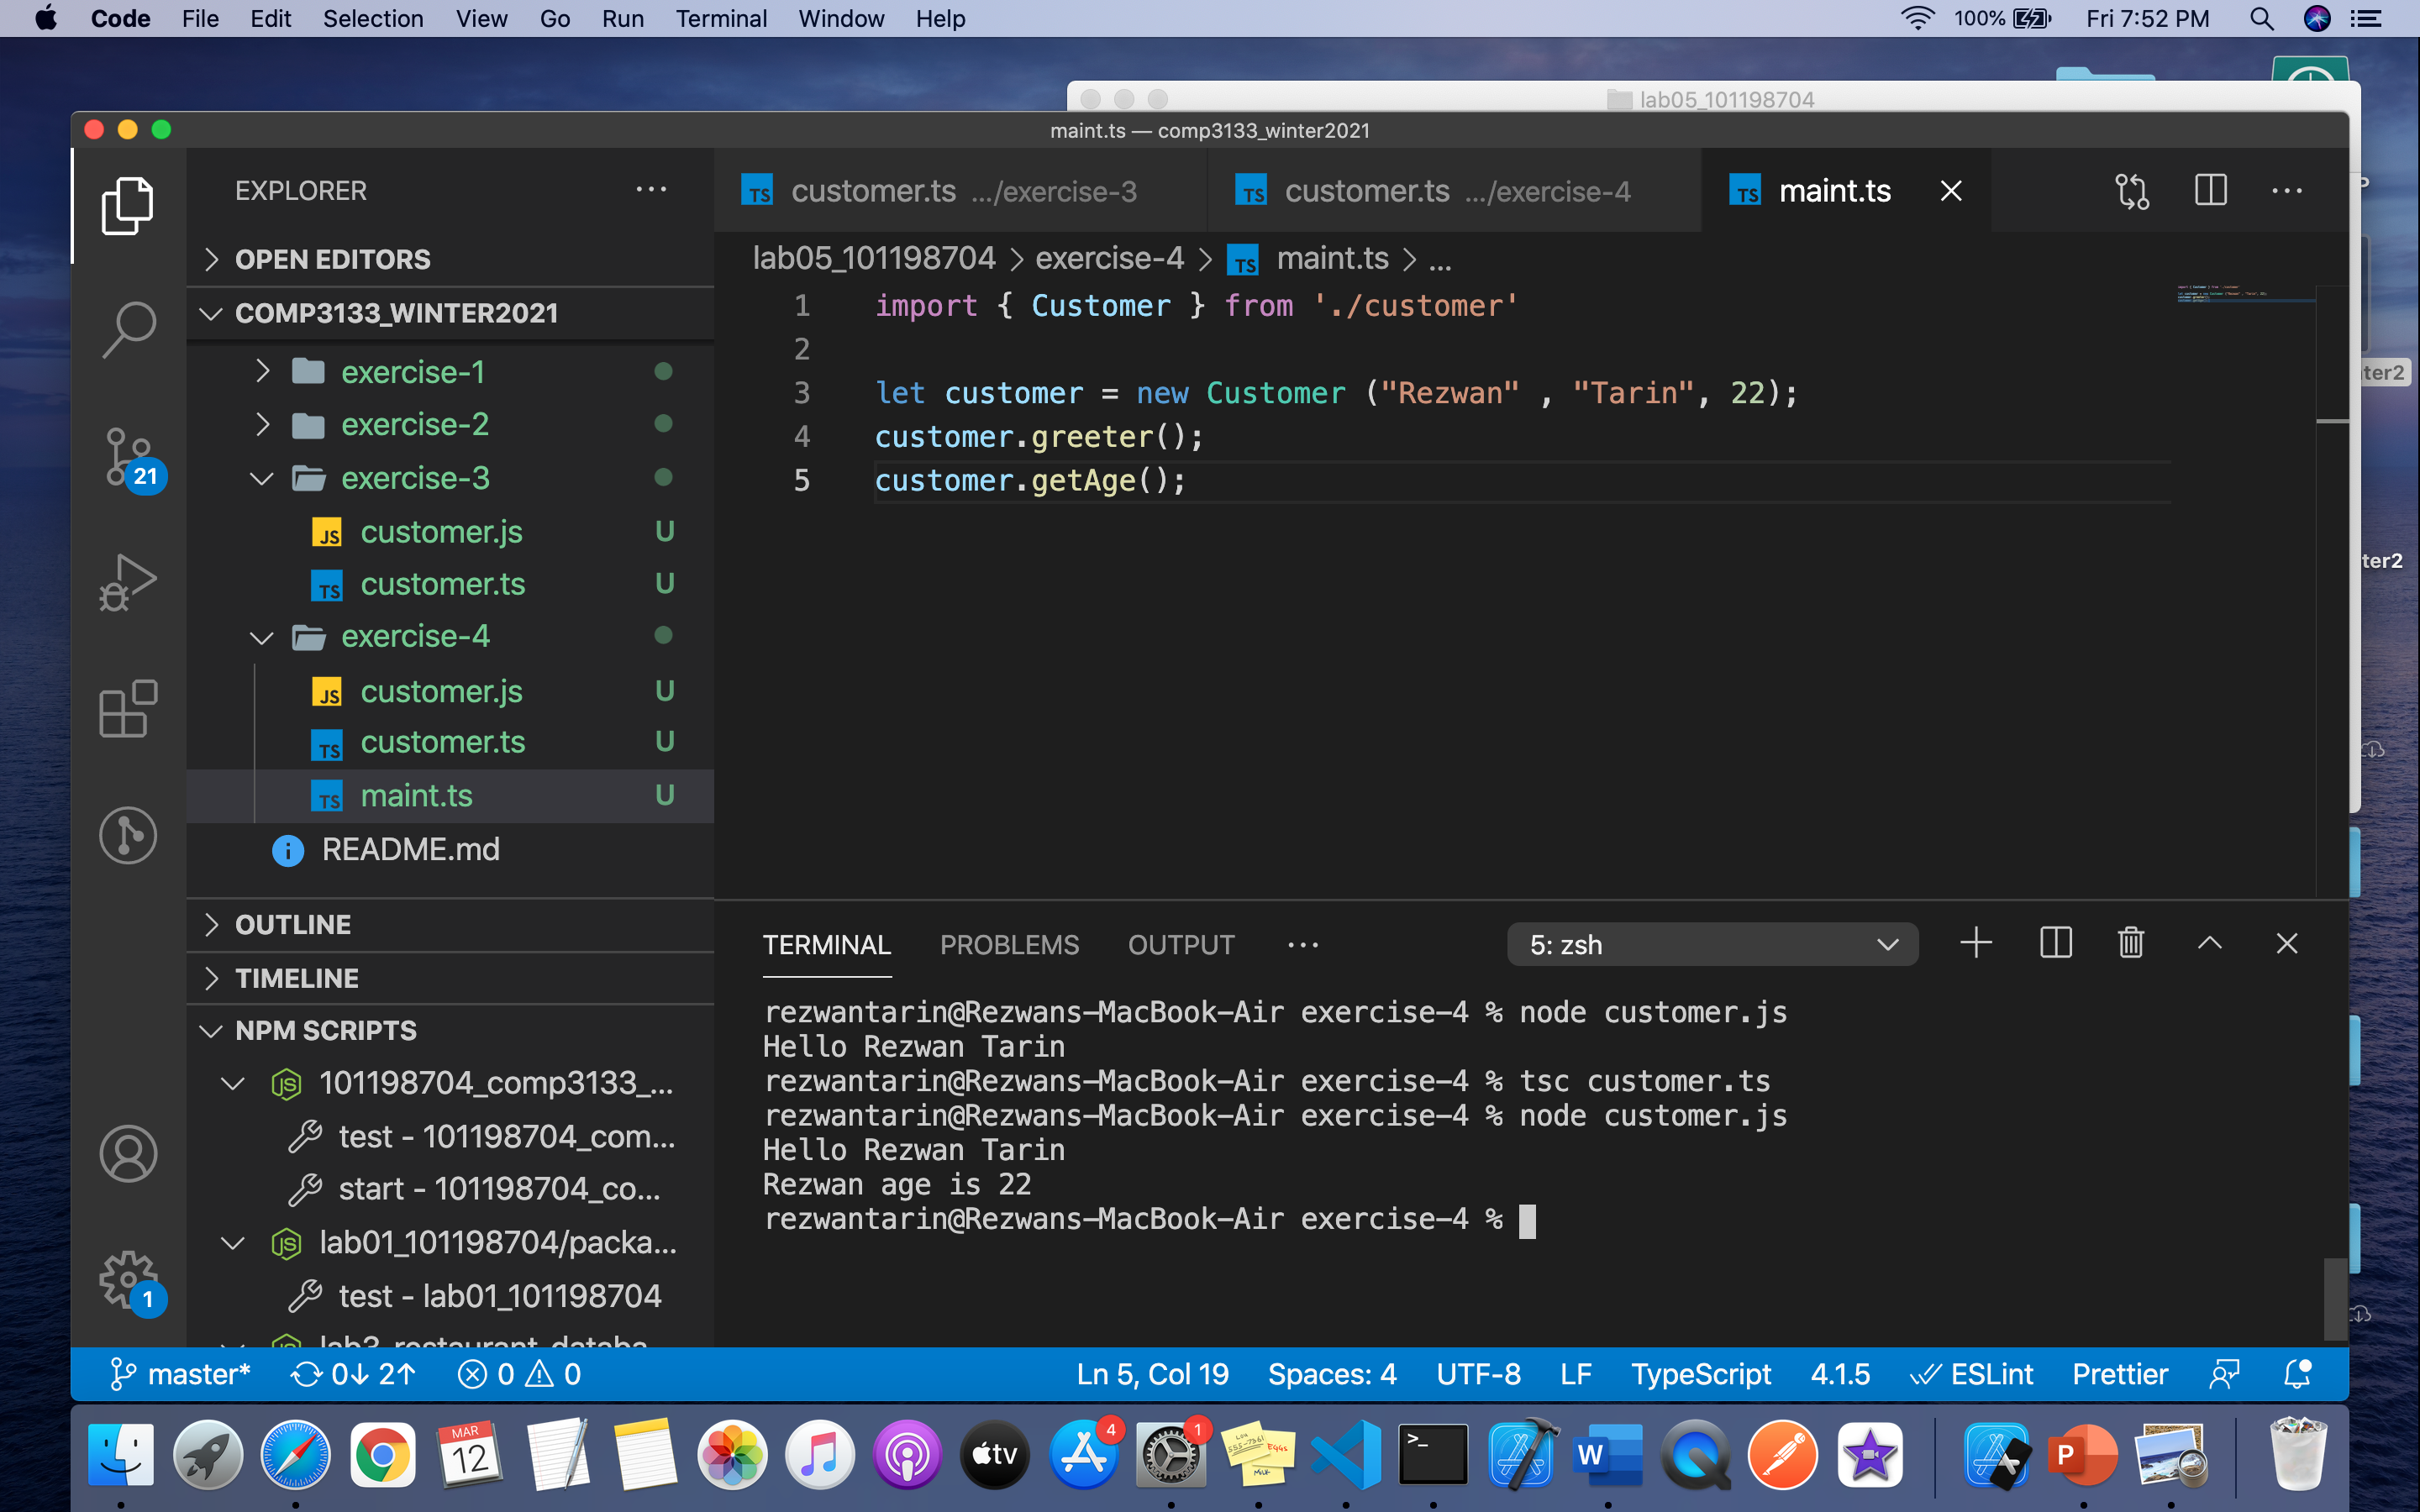 Code File Edit Selection View Go Run Terminal Window Help 100% Fri 7:52 PM
lab05_101198704
maint.ts — comp3133_winter2021
EXPLORER
customer.ts .../exercise-3 customer.ts .../exercise-4 maint.ts
OPEN EDITORS
COMP3133_WINTER2021
exercise-1
exercise-2
exercise-3
customer.js U
customer.ts U
exercise-4
customer.js U
customer.ts U
maint.ts U
README.md
OUTLINE
TIMELINE
NPM SCRIPTS
101198704_comp3133_...
test - 101198704_com...
start - 101198704_co...
lab01_101198704/packa...
test - lab01_101198704
lab3_restaurant_databa
21
1
lab05_101198704 > exercise-4 > maint.ts > ...
1 import { Customer } from './customer'
2
3 let customer = new Customer ("Rezwan" , "Tarin", 22);
4 customer.greeter();
5 customer.getAge();
ter2
ter2
TERMINAL PROBLEMS OUTPUT 5: zsh
rezwantarin@Rezwans-MacBook-Air exercise-4 % node customer.js
Hello Rezwan Tarin
rezwantarin@Rezwans-MacBook-Air exercise-4 % tsc customer.ts
rezwantarin@Rezwans-MacBook-Air exercise-4 % node customer.js
Hello Rezwan Tarin
Rezwan age is 22
rezwantarin@Rezwans-MacBook-Air exercise-4 %
master* 0↓ 2↑ 0 0 Ln 5, Col 19 Spaces: 4 UTF-8 LF TypeScript 4.1.5 ESLint Prettier
MAR
12
tv
4
1
EGGS
MILK
>_
W
P